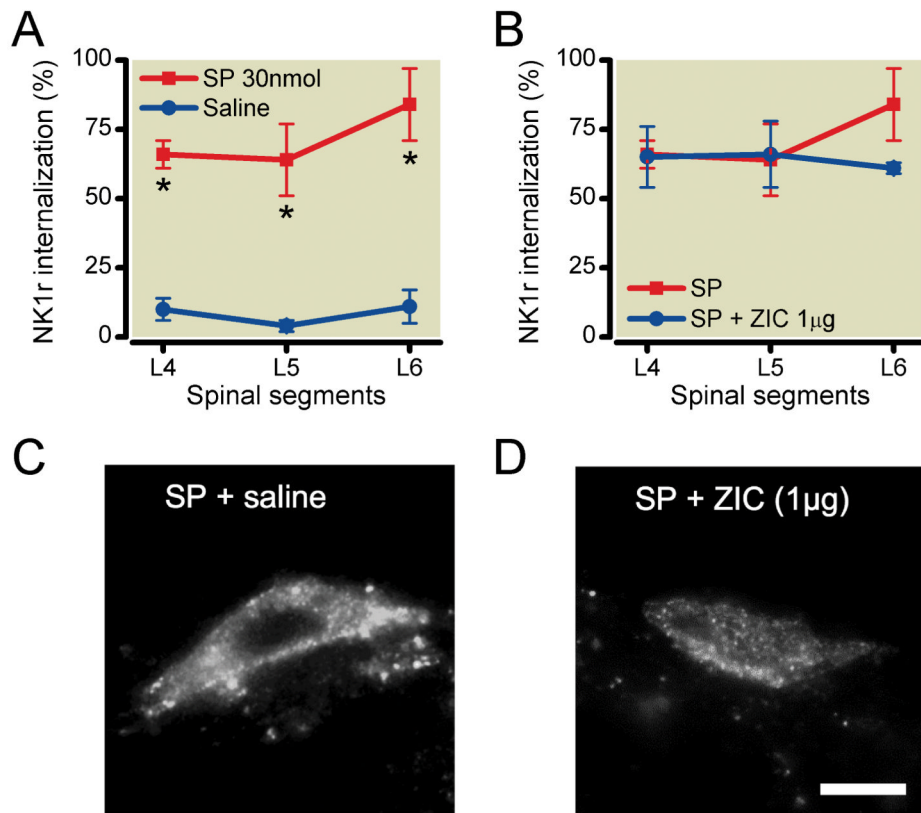 A
NK1r internalization (%)
100
75
50
25
0
SP 30nmol
Saline
*
*
*
L4
L5
L6
Spinal segments
B
NK1r internalization (%)
100
75
50
25
0
SP
SP + ZIC 1μg
L4
L5
L6
Spinal segments
C
SP + saline
D
SP + ZIC (1μg)